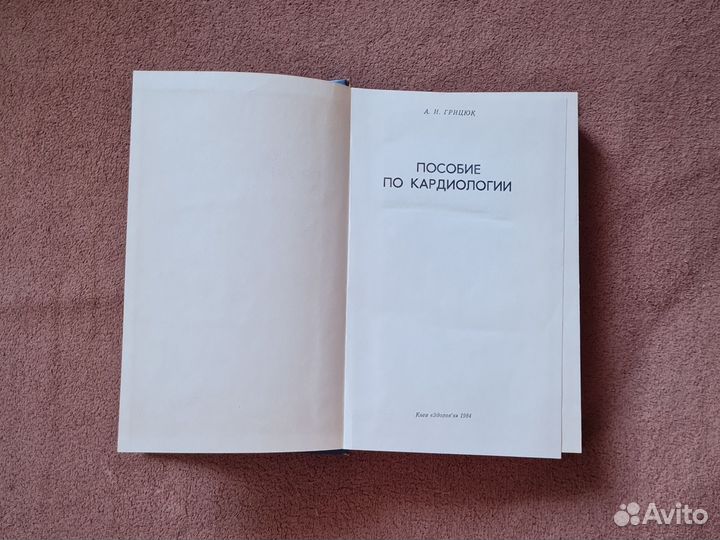 А. И. ГРИЦЮК
ПОСОБИЕ
ПО КАРДИОЛОГИИ
Киев «Здоров'я» 1984
Avito